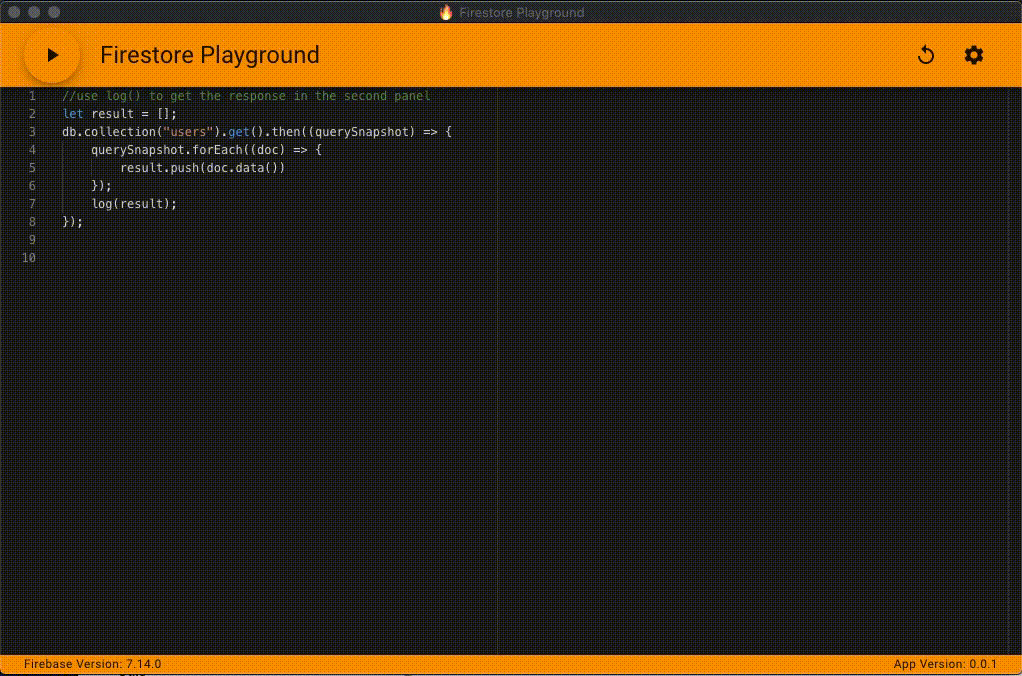 🔥 Firestore Playground
Firestore Playground
1 //use log() to get the response in the second panel
2 let result = [];
3 db.collection("users").get().then((querySnapshot) => {
4     querySnapshot.forEach((doc) => {
5         result.push(doc.data())
6     });
7     log(result);
8 });
9
10
Firebase Version: 7.14.0
App Version: 0.0.1